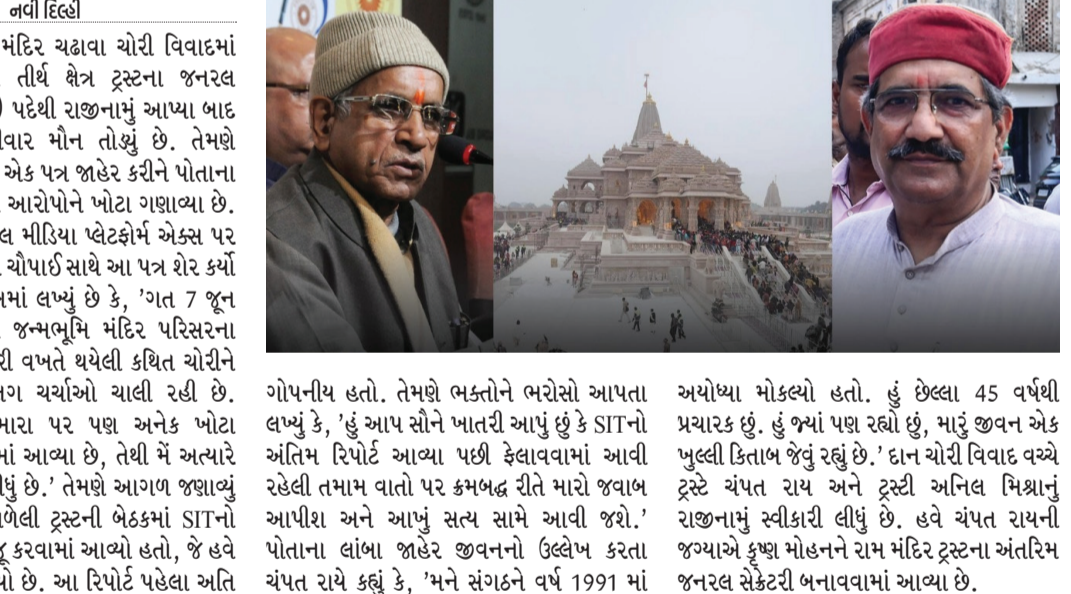 નવી દિલ્હી
મંદિર ચઢાવા ચોરી વિવાદમાં
તીર્થ ક્ષેત્ર ટ્રસ્ટના જનરલ
) પદેથી રાજીનામું આપ્યા બાદ
મૌન તોડ્યું છે. તેમણે
એક પત્ર જાહેર કરીને પોતાના
આરોપોને ખોટા ગણાવ્યા છે.
મીડિયા પ્લેટફોર્મ એક્સ પર
ચૌપાઈ સાથે આ પત્ર શેર કર્યો
લખ્યું છે કે, 'ગત 7 જૂન
જન્મભૂમિ મંદિર પરિસરના
વખતે થયેલી કથિત ચોરીને
ચર્ચાઓ ચાલી રહી છે.
મારા પર પણ અનેક ખોટા
આવ્યા છે, તેથી મેં અત્યારે
છે.' તેમણે આગળ જણાવ્યું
ટ્રસ્ટની બેઠકમાં SITનો
કરવામાં આવ્યો હતો, જે હવે
છે. આ રિપોર્ટ પહેલા અતિ
ગોપનીય હતો. તેમણે ભક્તોને ભરોસો આપતા
લખ્યું કે, 'હું આપ સૌને ખાતરી આપું છું કે SITનો
અંતિમ રિપોર્ટ આવ્યા પછી ફેલાવવામાં આવી
રહેલી તમામ વાતો પર ક્રમબદ્ધ રીતે મારો જવાબ
આપીશ અને આખું સત્ય સામે આવી જશે.'
પોતાના લાંબા જાહેર જીવનનો ઉલ્લેખ કરતા
ચંપત રાયે કહ્યું કે, 'મને સંગઠને વર્ષ 1991 માં
અયોધ્યા મોકલ્યો હતો. હું છેલ્લા 45 વર્ષથી
પ્રચારક છું. હું જ્યાં પણ રહ્યો છું, મારું જીવન એક
ખુલ્લી કિતાબ જેવું રહ્યું છે.' દાન ચોરી વિવાદ વચ્ચે
ટ્રસ્ટે ચંપત રાય અને ટ્રસ્ટી અનિલ મિશ્રાનું
રાજીનામું સ્વીકારી લીધું છે. હવે ચંપત રાયની
જગ્યાએ કૃષ્ણ મોહનને રામ મંદિર ટ્રસ્ટના અંતરિમ
જનરલ સેક્રેટરી બનાવવામાં આવ્યા છે.